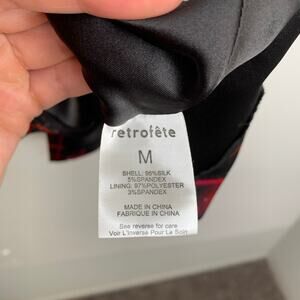 retrofête
M
SHELL: 95%SILK
5%SPANDEX
LINING: 97%POLYESTER
3%SPANDEX
MADE IN CHINA
FABRIQUE IN CHINA
See reverse for care
Voir L'Inverse Pour La Soin